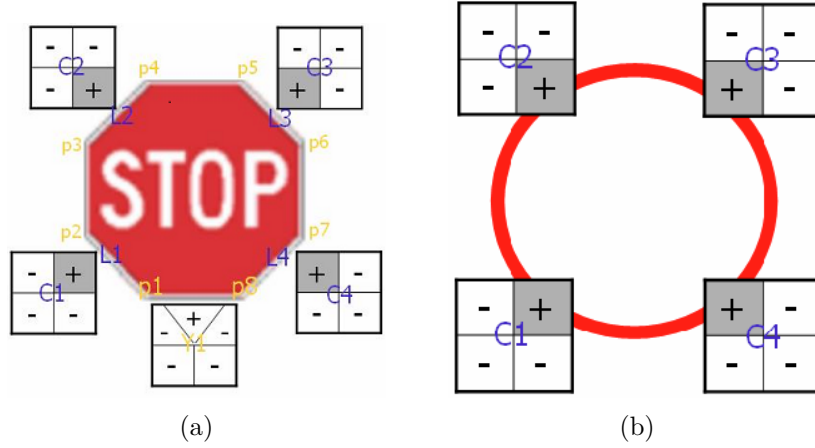 - - - -
C2 C3
- + + -
p4 p5
L2 L3
p3 p6
STOP
p2 p7
L1 L4
- + + -
C1 C4
- - - -
p1 p8
+
- -
Y1
- -
(a)
- - - -
C2 C3
- + + -
- + + -
C1 C4
- - - -
(b)